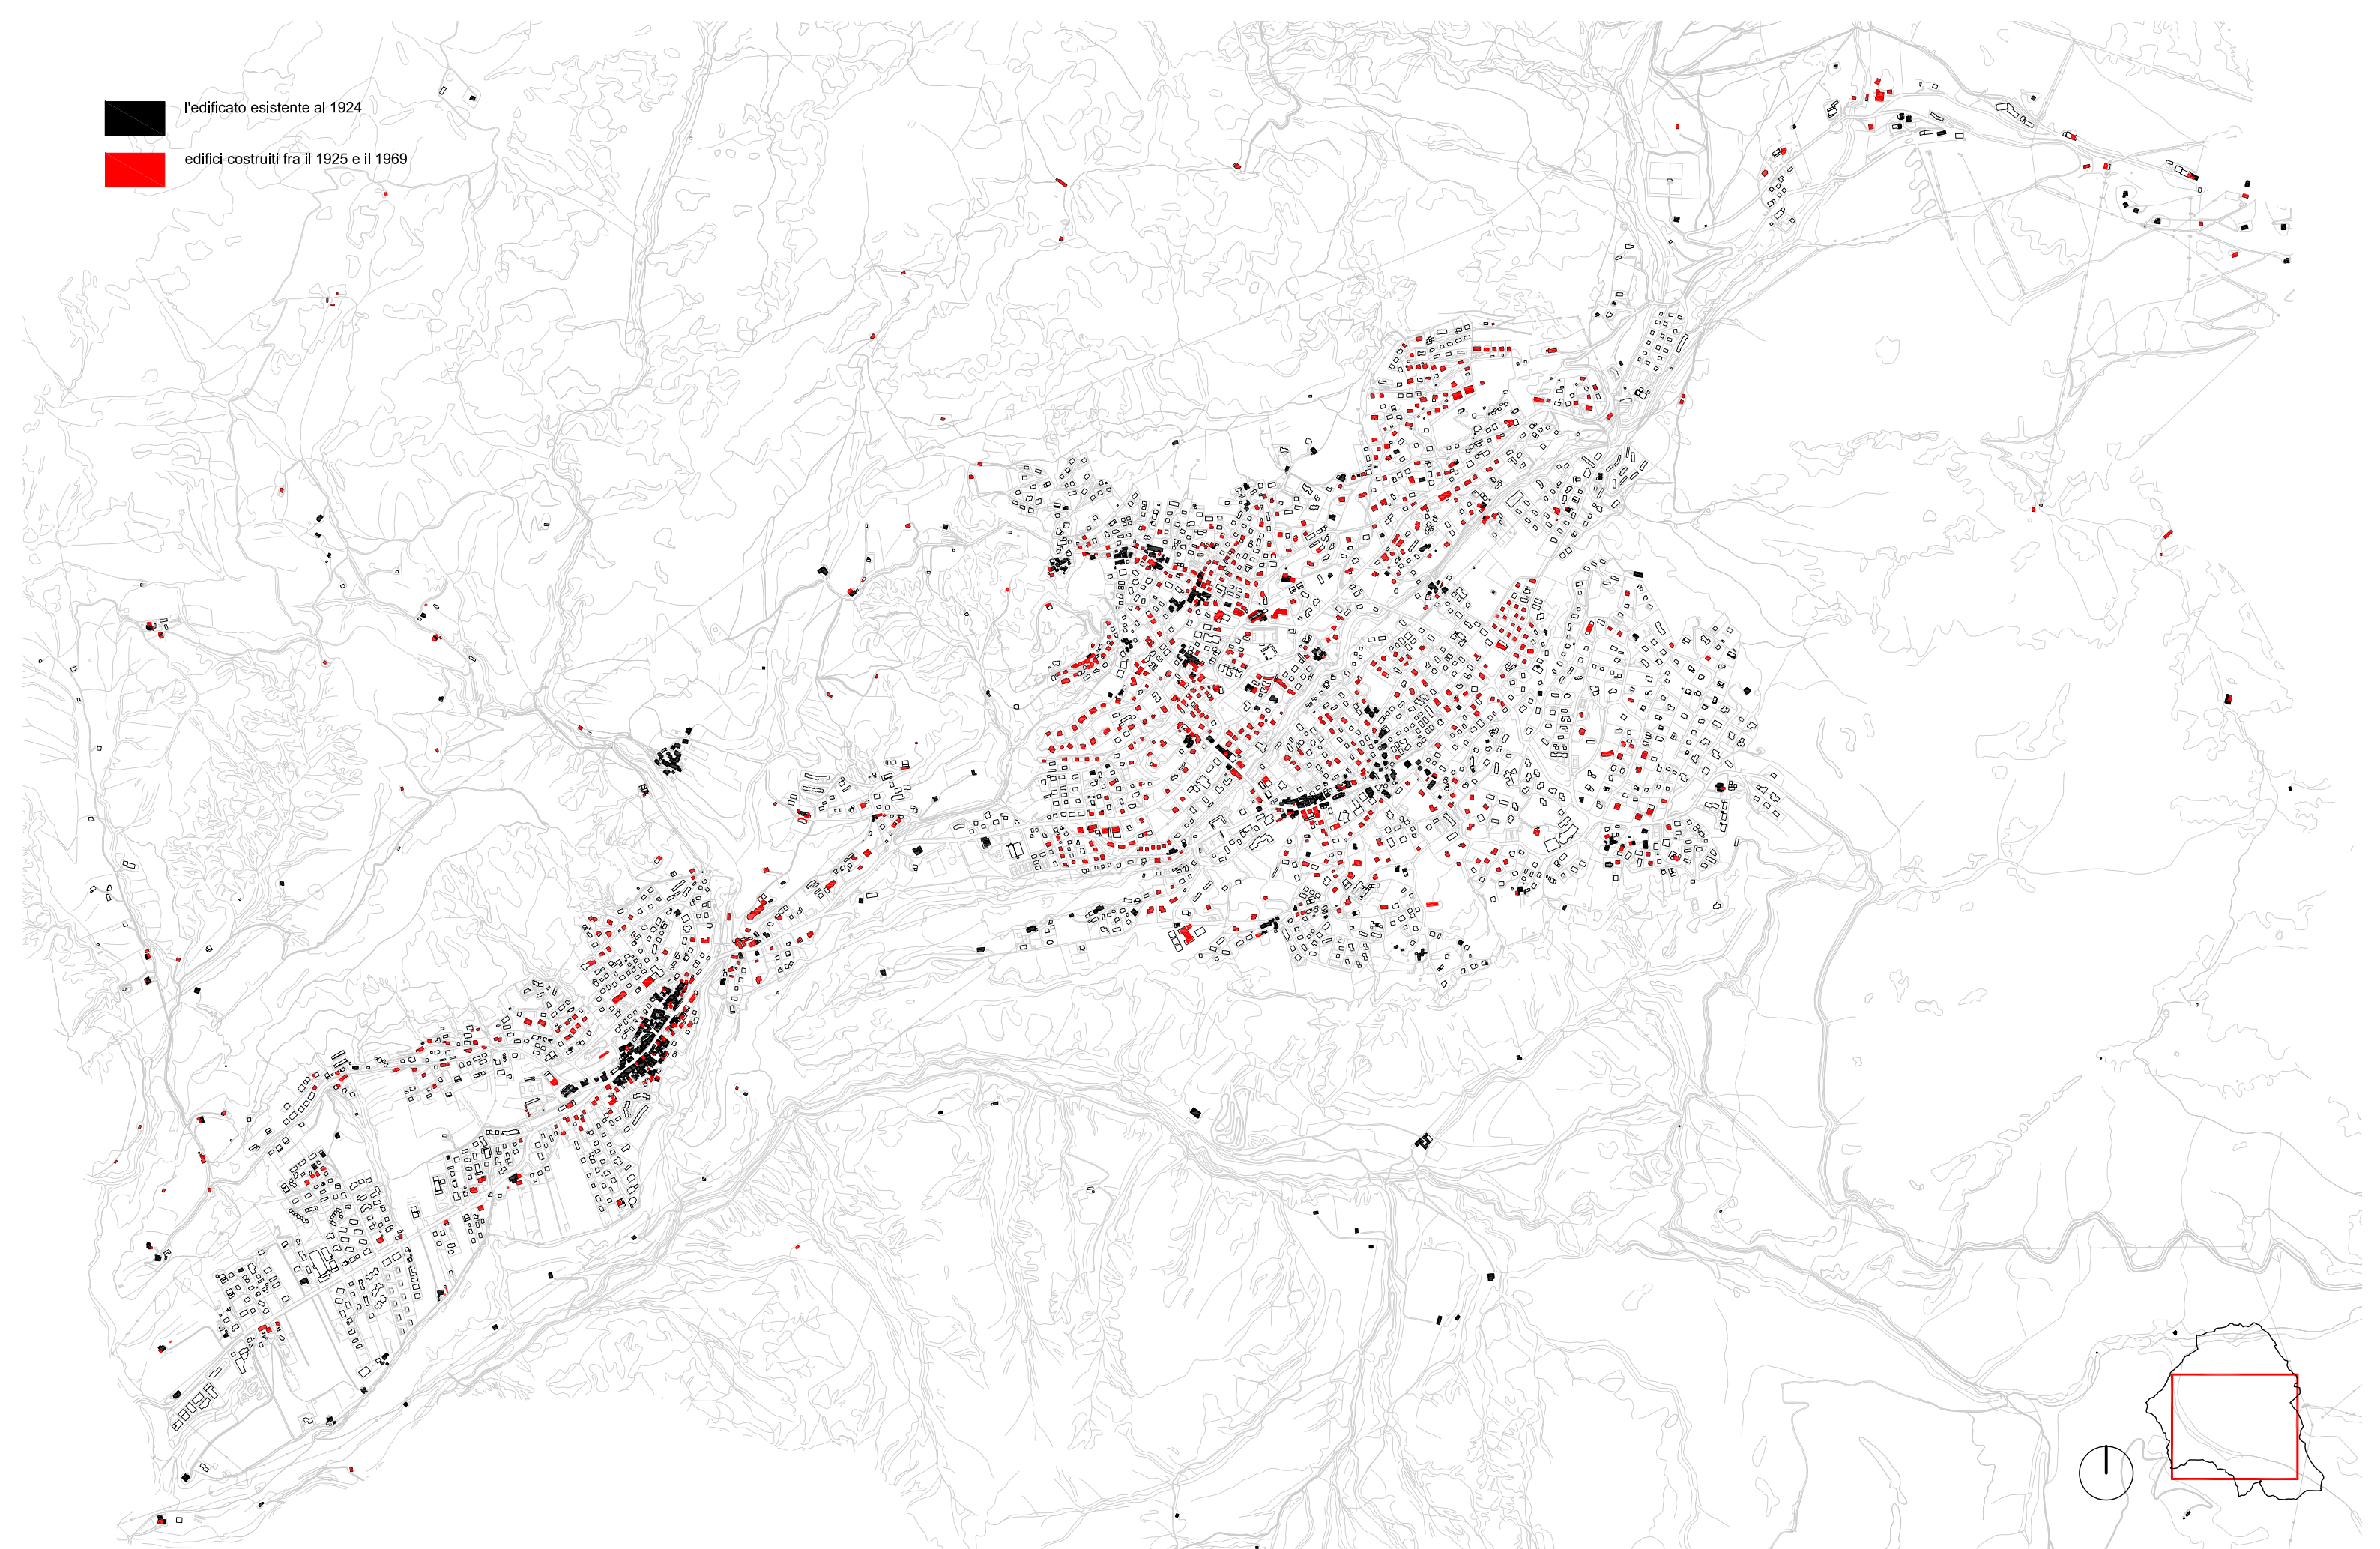 l'edificato esistente al 1924
edifici costruiti fra il 1925 e il 1969